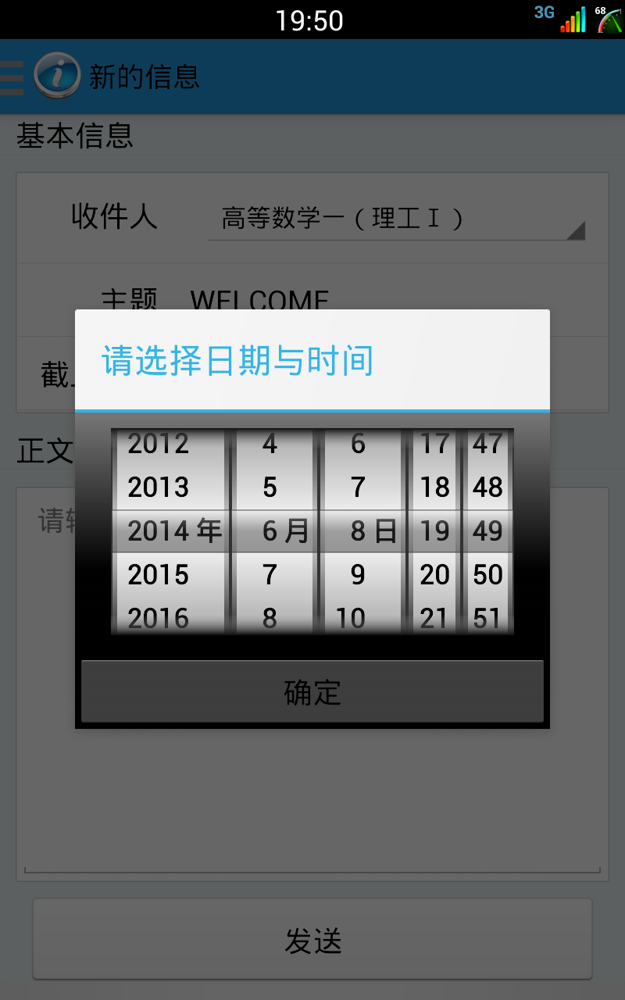 19:50
3G
68
新的信息
基本信息
收件人 高等数学一（理工Ｉ）
主题 WELCOME
截
请选择日期与时间
正文
请
2012 4 6 17 47
2013 5 7 18 48
2014 年 6 月 8 日 19 49
2015 7 9 20 50
2016 8 10 21 51
确定
发送